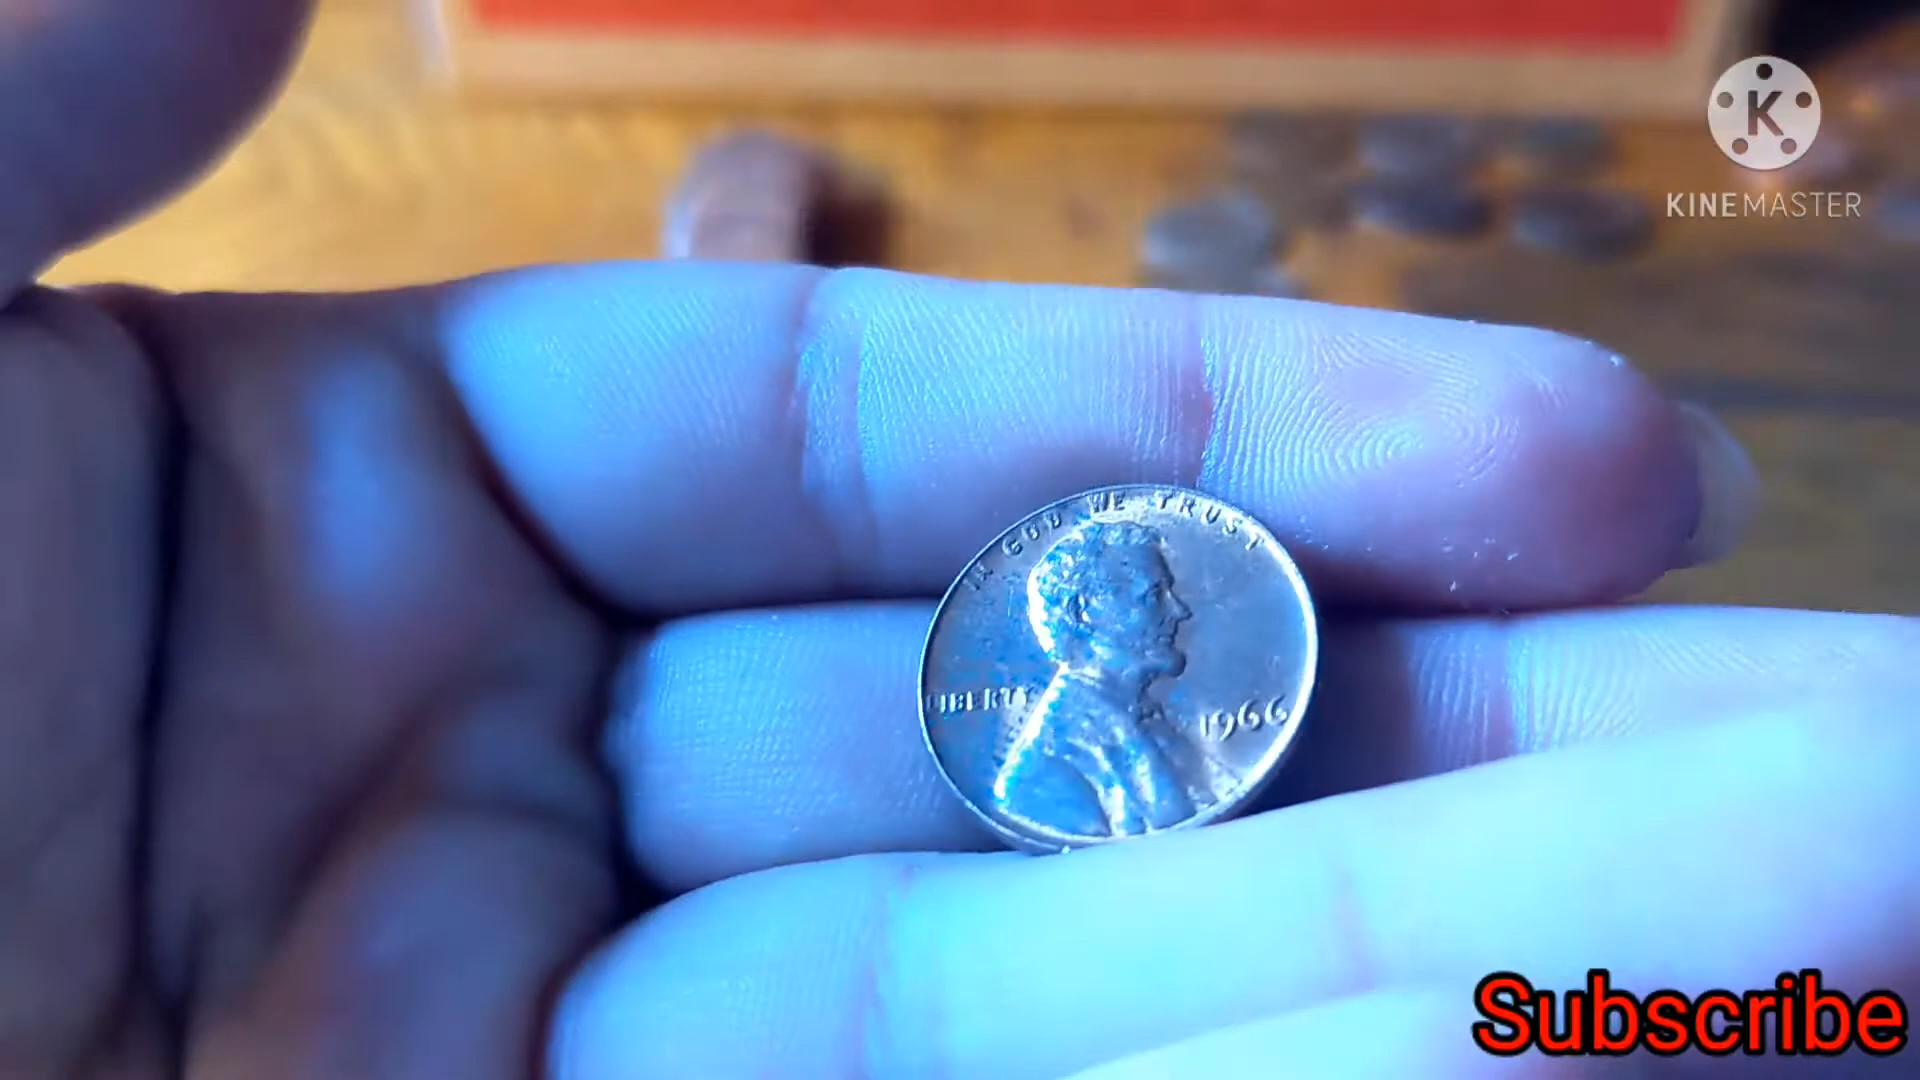 K
KINEMASTER
IN GOD WE TRUST
LIBERTY
1966
Subscribe